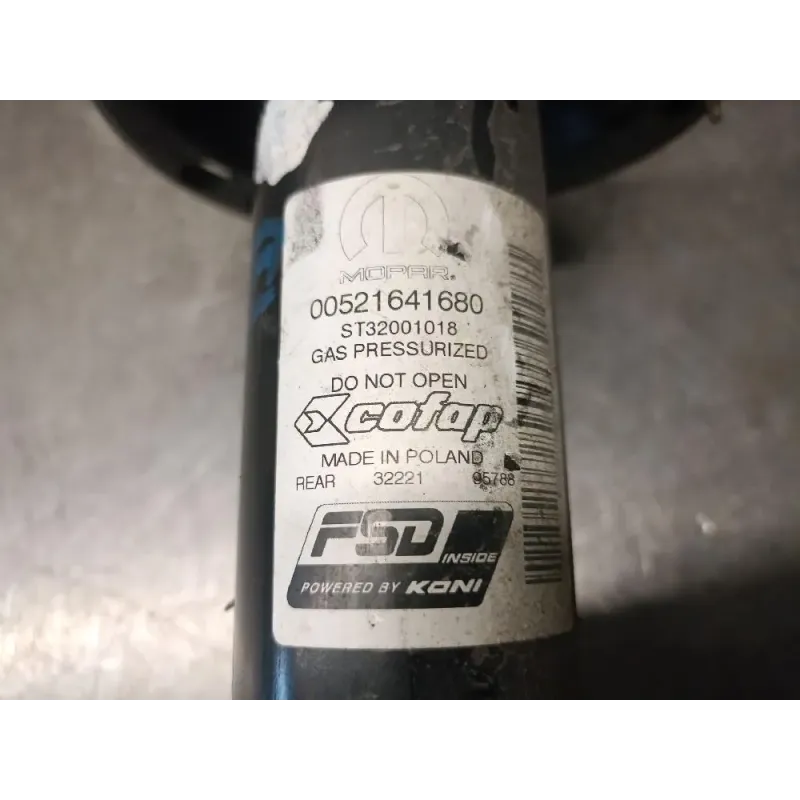 MOPAR®
00521641680
ST32001018
GAS PRESSURIZED
DO NOT OPEN
cofap
MADE IN POLAND
REAR 32221 95788
FSD
INSIDE
POWERED BY KONI